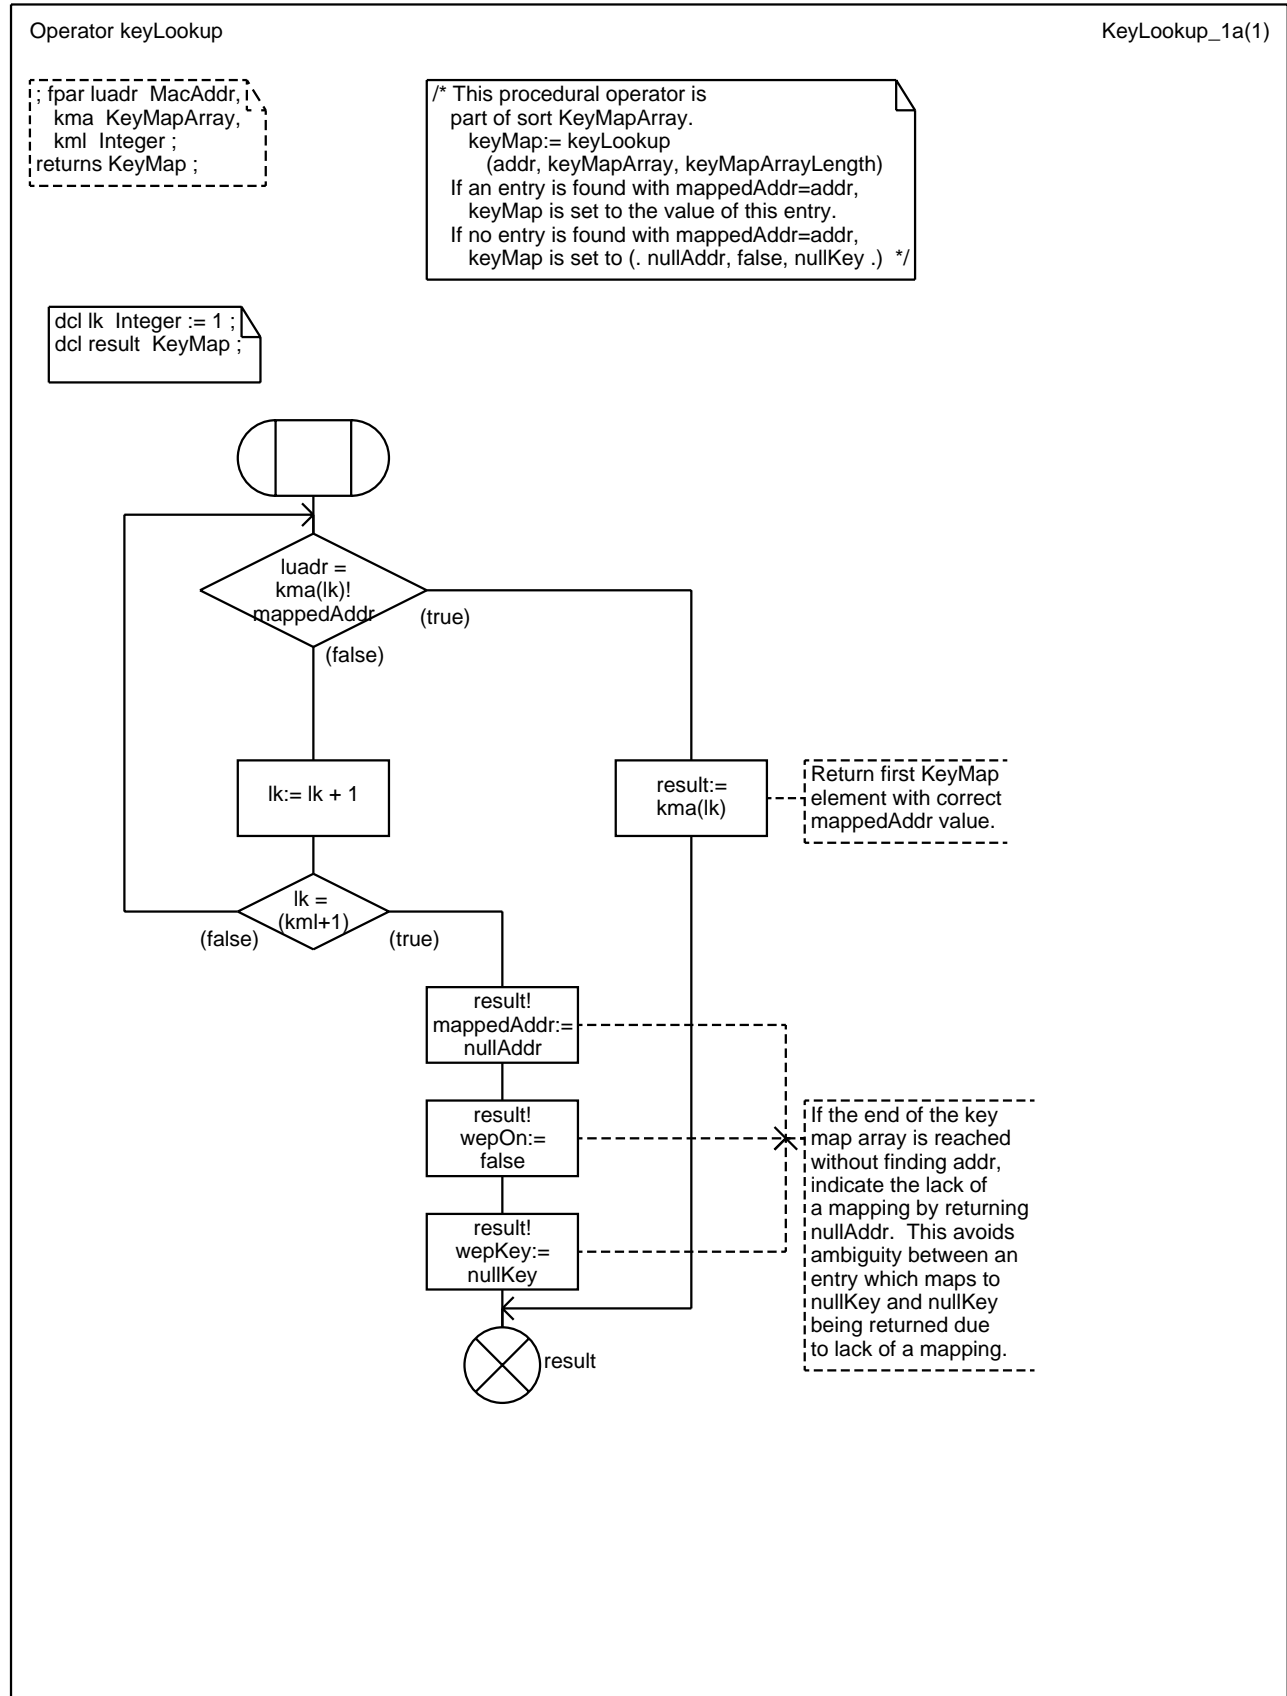 Operator keyLookup
KeyLookup_1a(1)
; fpar luadr  MacAddr,
kma  KeyMapArray,
kml  Integer ;
returns KeyMap ;
/* This procedural operator is
part of sort KeyMapArray.
keyMap:= keyLookup
(addr, keyMapArray, keyMapArrayLength)
If an entry is found with mappedAddr=addr,
keyMap is set to the value of this entry.
If no entry is found with mappedAddr=addr,
keyMap is set to (. nullAddr, false, nullKey .)  */
dcl lk  Integer := 1 ;
dcl result  KeyMap ;
luadr =
kma(lk)!
mappedAddr
(true)
(false)
lk:= lk + 1
result:=
kma(lk)
Return first KeyMap
element with correct
mappedAddr value.
lk =
(kml+1)
(false)
(true)
result!
mappedAddr:=
nullAddr
result!
wepOn:=
false
result!
wepKey:=
nullKey
If the end of the key
map array is reached
without finding addr,
indicate the lack of
a mapping by returning
nullAddr.  This avoids
ambiguity between an
entry which maps to
nullKey and nullKey
being returned due
to lack of a mapping.
result